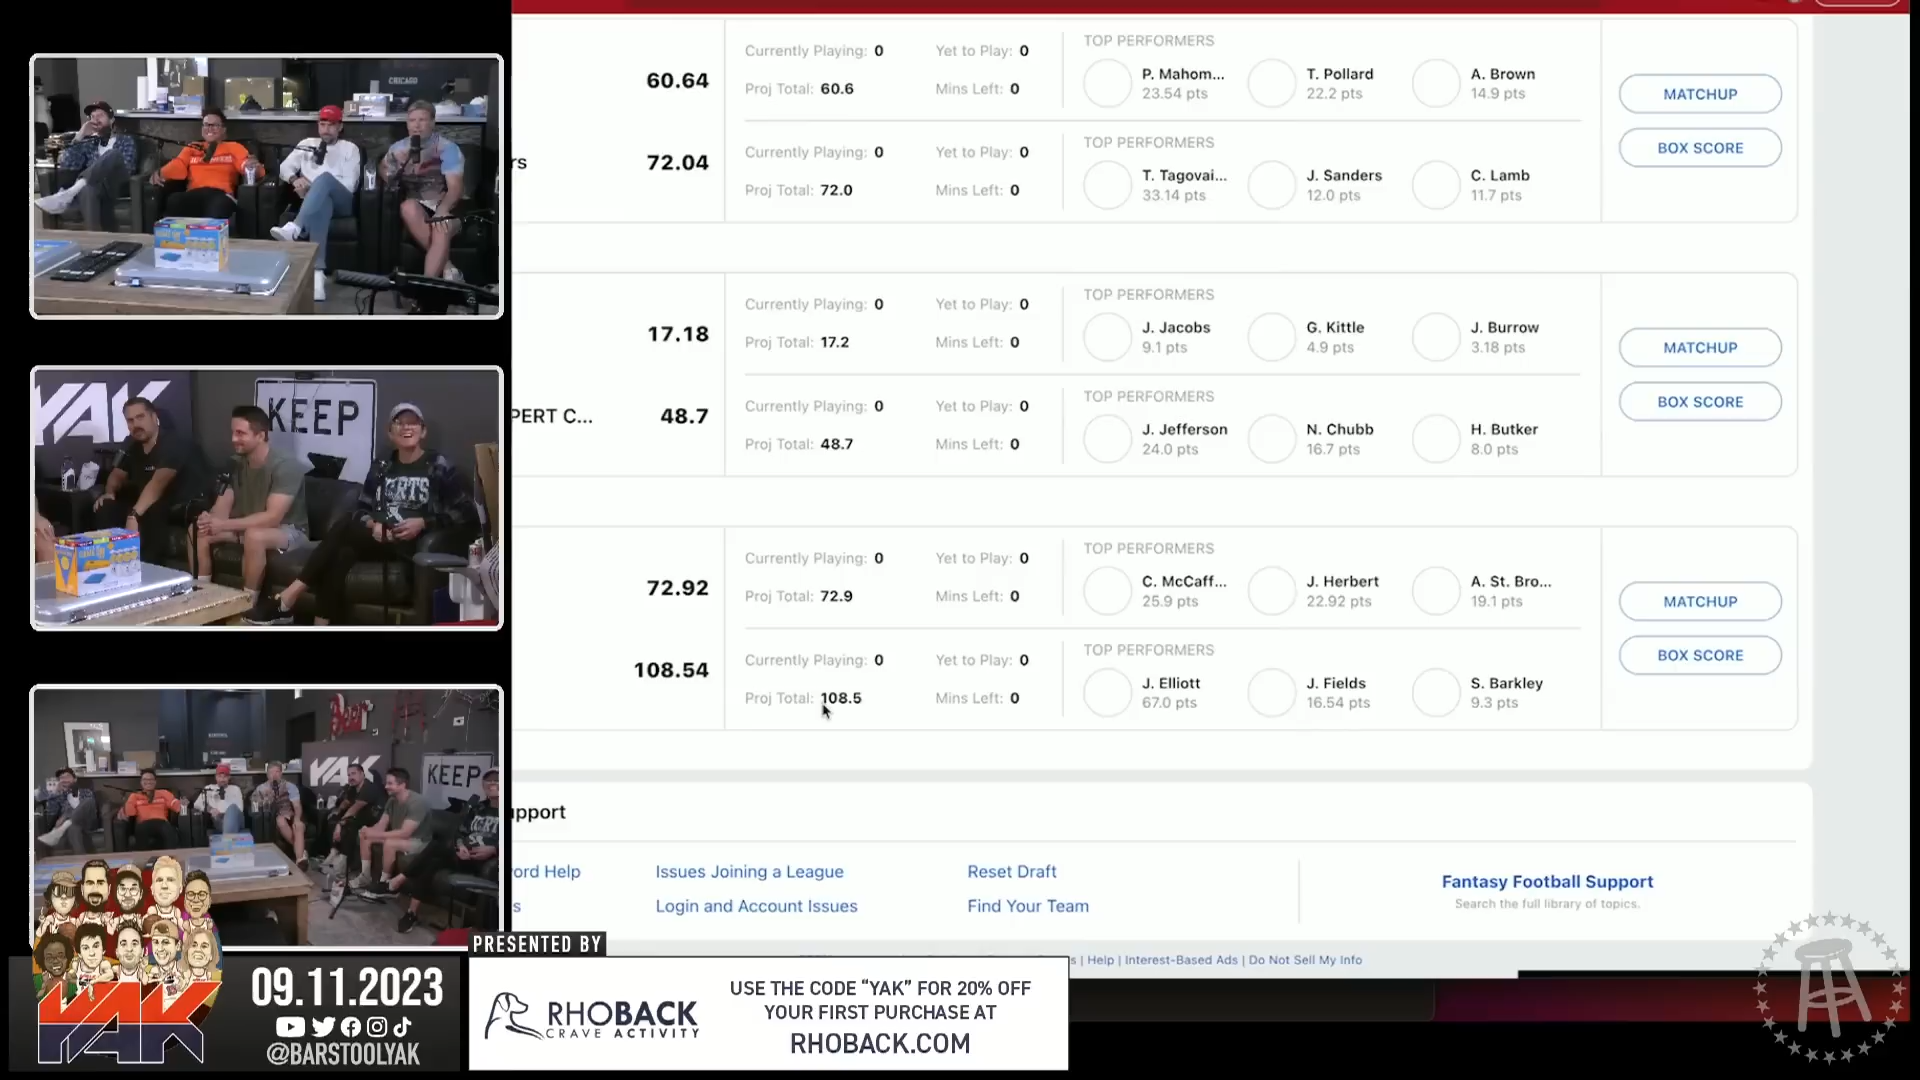 CHICAGO
YAK
KEEP
Beer
YAK
KEEP
60.64
Currently Playing: 0
Yet to Play: 0
Proj Total: 60.6
Mins Left: 0
TOP PERFORMERS
P. Mahom...
23.54 pts
T. Pollard
22.2 pts
A. Brown
14.9 pts
MATCHUP
BOX SCORE
rs
72.04
Currently Playing: 0
Yet to Play: 0
Proj Total: 72.0
Mins Left: 0
TOP PERFORMERS
T. Tagovai...
33.14 pts
J. Sanders
12.0 pts
C. Lamb
11.7 pts
17.18
Currently Playing: 0
Yet to Play: 0
Proj Total: 17.2
Mins Left: 0
TOP PERFORMERS
J. Jacobs
9.1 pts
G. Kittle
4.9 pts
J. Burrow
3.18 pts
MATCHUP
BOX SCORE
PERT C...
48.7
Currently Playing: 0
Yet to Play: 0
Proj Total: 48.7
Mins Left: 0
TOP PERFORMERS
J. Jefferson
24.0 pts
N. Chubb
16.7 pts
H. Butker
8.0 pts
72.92
Currently Playing: 0
Yet to Play: 0
Proj Total: 72.9
Mins Left: 0
TOP PERFORMERS
C. McCaff...
25.9 pts
J. Herbert
22.92 pts
A. St. Bro...
19.1 pts
MATCHUP
BOX SCORE
108.54
Currently Playing: 0
Yet to Play: 0
Proj Total: 108.5
Mins Left: 0
TOP PERFORMERS
J. Elliott
67.0 pts
J. Fields
16.54 pts
S. Barkley
9.3 pts
upport
ord Help
Issues Joining a League
Reset Draft
s
Login and Account Issues
Find Your Team
Fantasy Football Support
Search the full library of topics.
s | Help | Interest-Based Ads | Do Not Sell My Info
YAK
09.11.2023
@BARSTOOLYAK
PRESENTED BY
RHOBACK
CRAVE ACTIVITY
USE THE CODE “YAK” FOR 20% OFF
YOUR FIRST PURCHASE AT
RHOBACK.COM